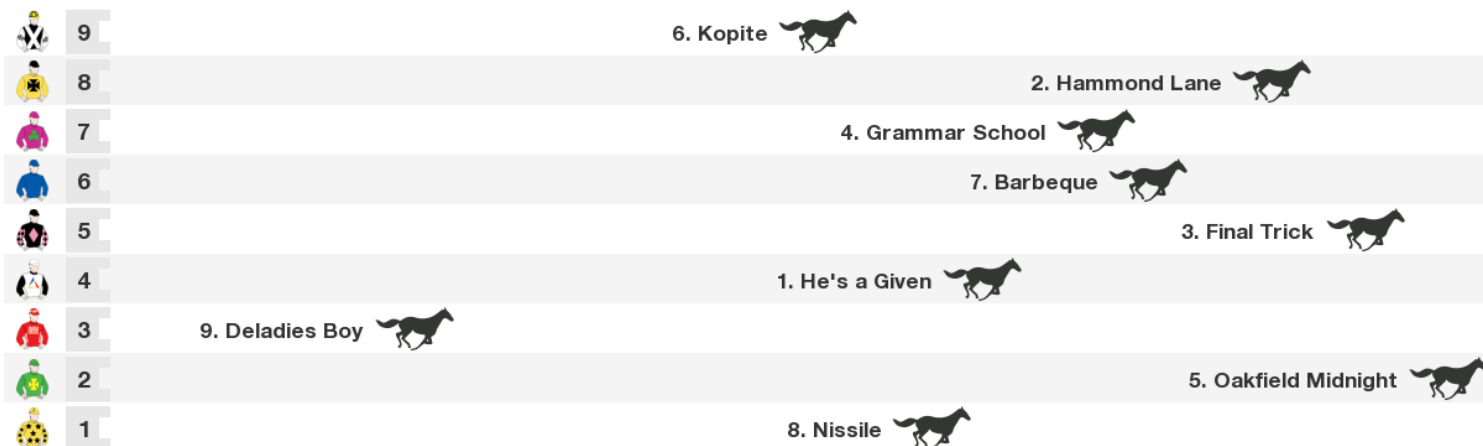 9 6. Kopite
8 2. Hammond Lane
7 4. Grammar School
6 7. Barbeque
5 3. Final Trick
4 1. He's a Given
3 9. Deladies Boy
2 5. Oakfield Midnight
1 8. Nissile